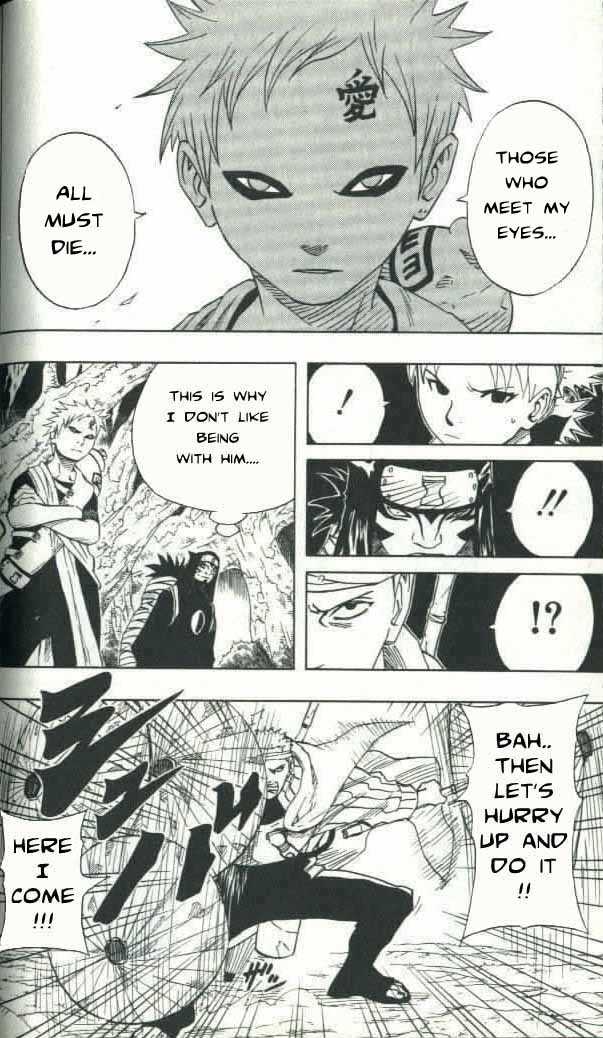 愛
THOSE
WHO
MEET MY
EYES...
ALL
MUST
DIE...
!
!!
!?
THIS IS WHY
I DON'T LIKE
BEING
WITH HIM....
BAH..
THEN
LET'S
HURRY
UP AND
DO IT
!!
HERE
I
COME
!!!